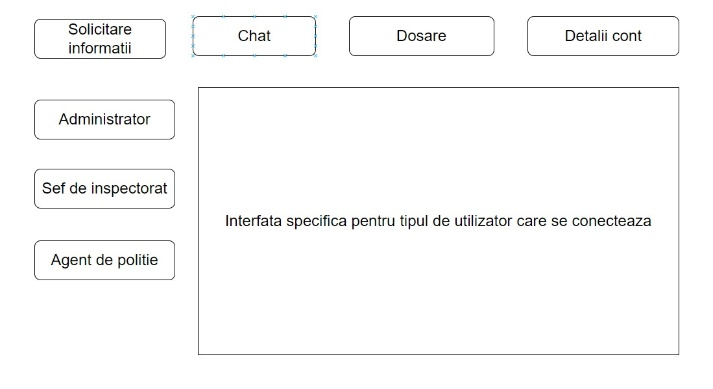 Solicitare
informatii
Chat
Dosare
Detalii cont
Administrator
Sef de inspectorat
Agent de politie
Interfata specifica pentru tipul de utilizator care se conecteaza